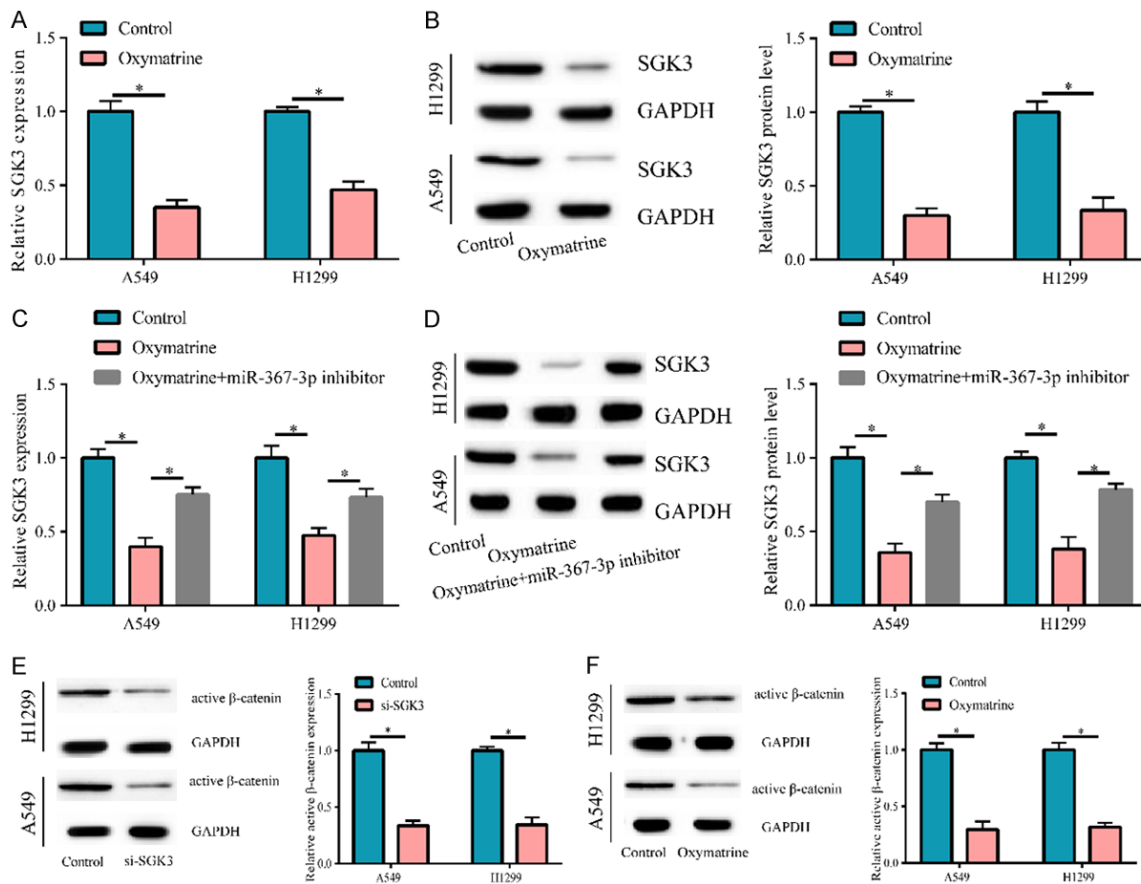 A
Control
Oxymatrine
Relative SGK3 expression
1.5
1.0
0.5
0.0
*
*
A549
H1299
B
H1299
SGK3
GAPDH
A549
SGK3
GAPDH
Control
Oxymatrine
Control
Oxymatrine
Relative SGK3 protein level
1.5
1.0
0.5
0.0
*
*
A549
H1299
C
Control
Oxymatrine
Oxymatrine+miR-367-3p inhibitor
Relative SGK3 expression
1.5
1.0
0.5
0.0
*
*
*
*
A549
H1299
D
H1299
SGK3
GAPDH
A549
SGK3
GAPDH
Control
Oxymatrine
Oxymatrine+miR-367-3p inhibitor
Control
Oxymatrine
Oxymatrine+miR-367-3p inhibitor
Relative SGK3 protein level
1.5
1.0
0.5
0.0
*
*
*
*
A549
H1299
E
H1299
active β-catenin
GAPDH
A549
active β-catenin
GAPDH
Control
si-SGK3
Control
si-SGK3
Relative active β-catenin expression
1.5
1.0
0.5
0.0
*
*
A549
H1299
F
H1299
active β-catenin
GAPDH
A549
active β-catenin
GAPDH
Control
Oxymatrine
Control
Oxymatrine
Relative active β-catenin expression
1.5
1.0
0.5
0.0
*
*
A549
H1299